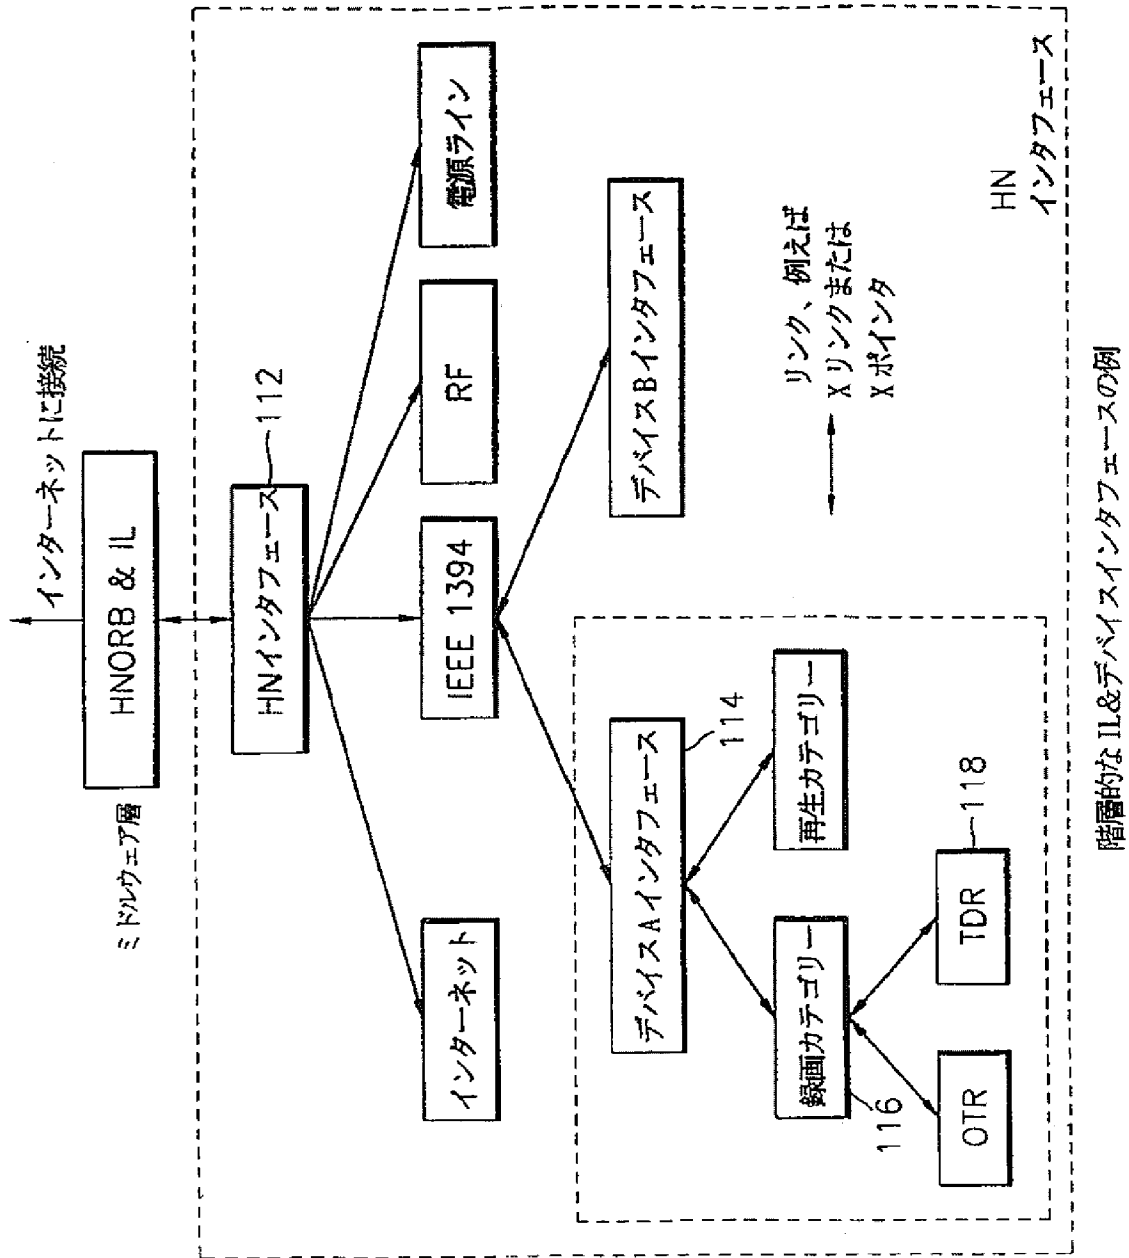 インターネットに接続
HNORB & IL
ミドルウェア層
HNインタフェース
112
インターネット
IEEE 1394
RF
電源ライン
デバイスAインタフェース
114
デバイスBインタフェース
録画カテゴリー
116
再生カテゴリー
OTR
TDR
118
リンク、例えば
Xリンクまたは
Xポインタ
HN
インタフェース
階層的な IL&デバイスインタフェースの例